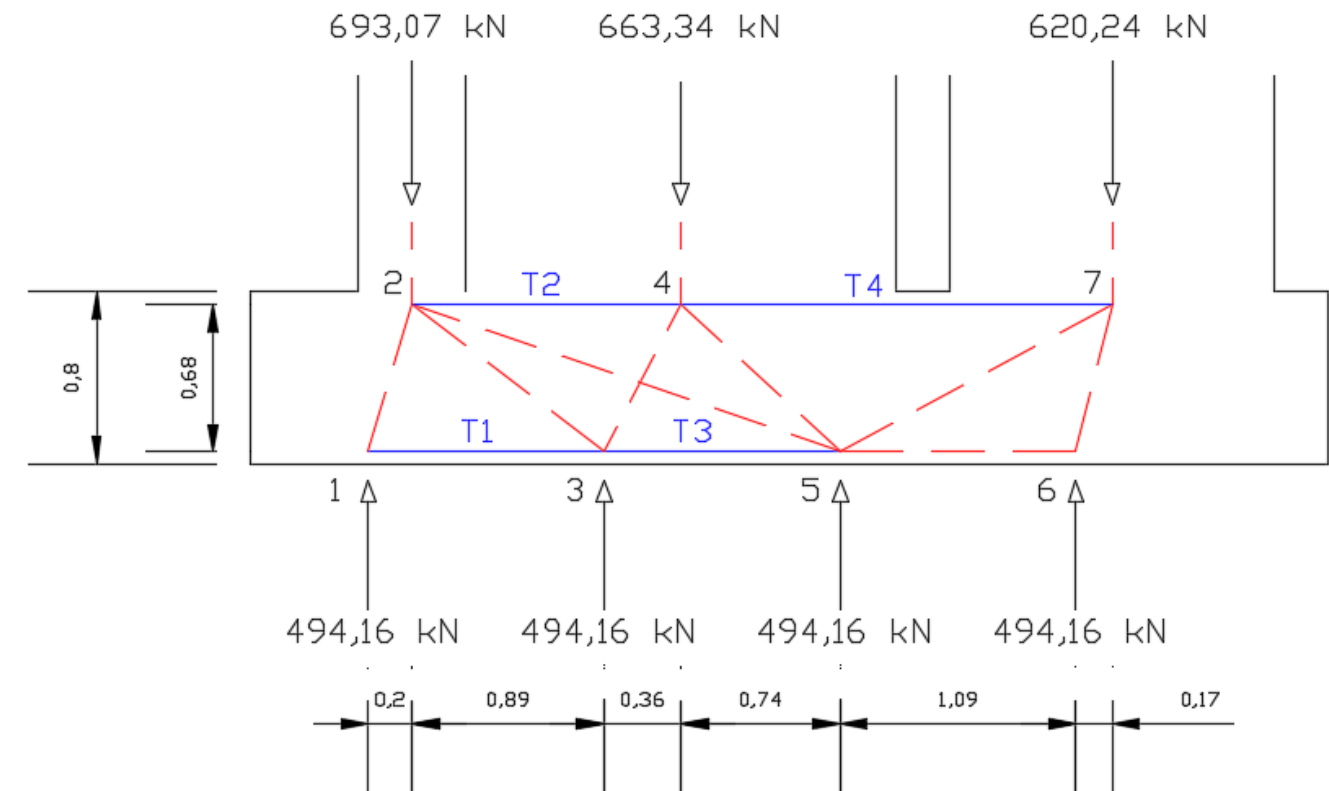 693,07 kN 663,34 kN 620,24 kN
2 T2 4 T4 7
0,8 0,68
T1 T3
1 3 5 6
494,16 kN 494,16 kN 494,16 kN 494,16 kN
0,2 0,89 0,36 0,74 1,09 0,17